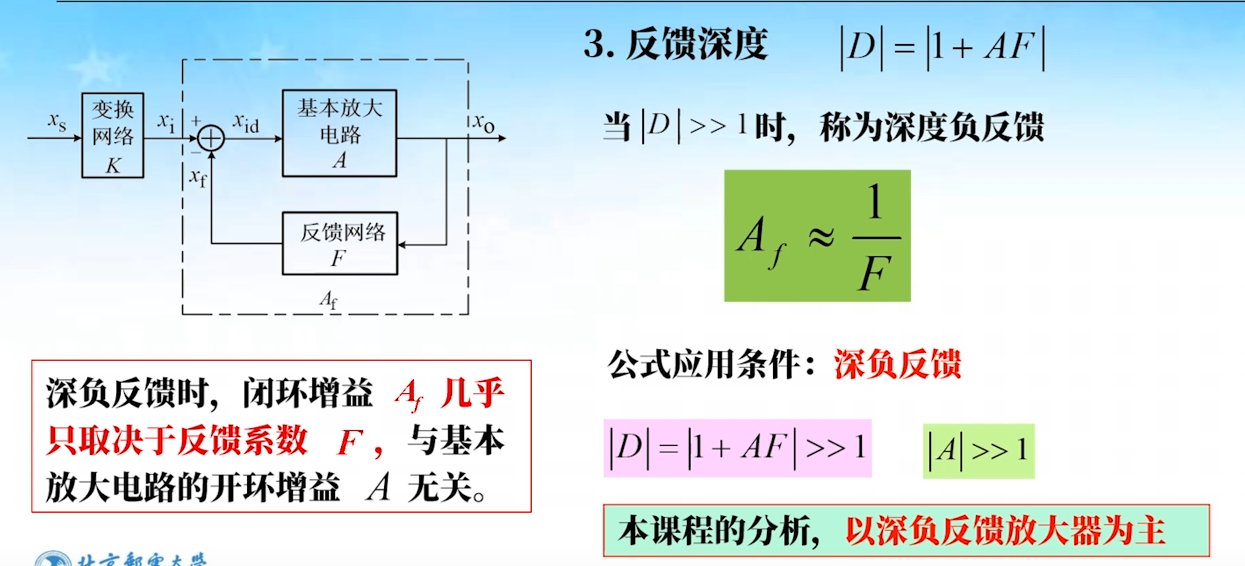 3. 反馈深度 |D| = |1 + AF|
当 |D| >> 1 时，称为深度负反馈
A_f ≈ 1/F
公式应用条件：深负反馈
|D| = |1 + AF| >> 1
|A| >> 1
本课程的分析，以深负反馈放大器为主
x_s
变换
网络
K
x_i
+
−
x_id
x_f
基本放大
电路
A
x_o
反馈网络
F
A_f
深负反馈时，闭环增益 A_f 几乎
只取决于反馈系数 F ，与基本
放大电路的开环增益 A 无关。
北京邮电大学